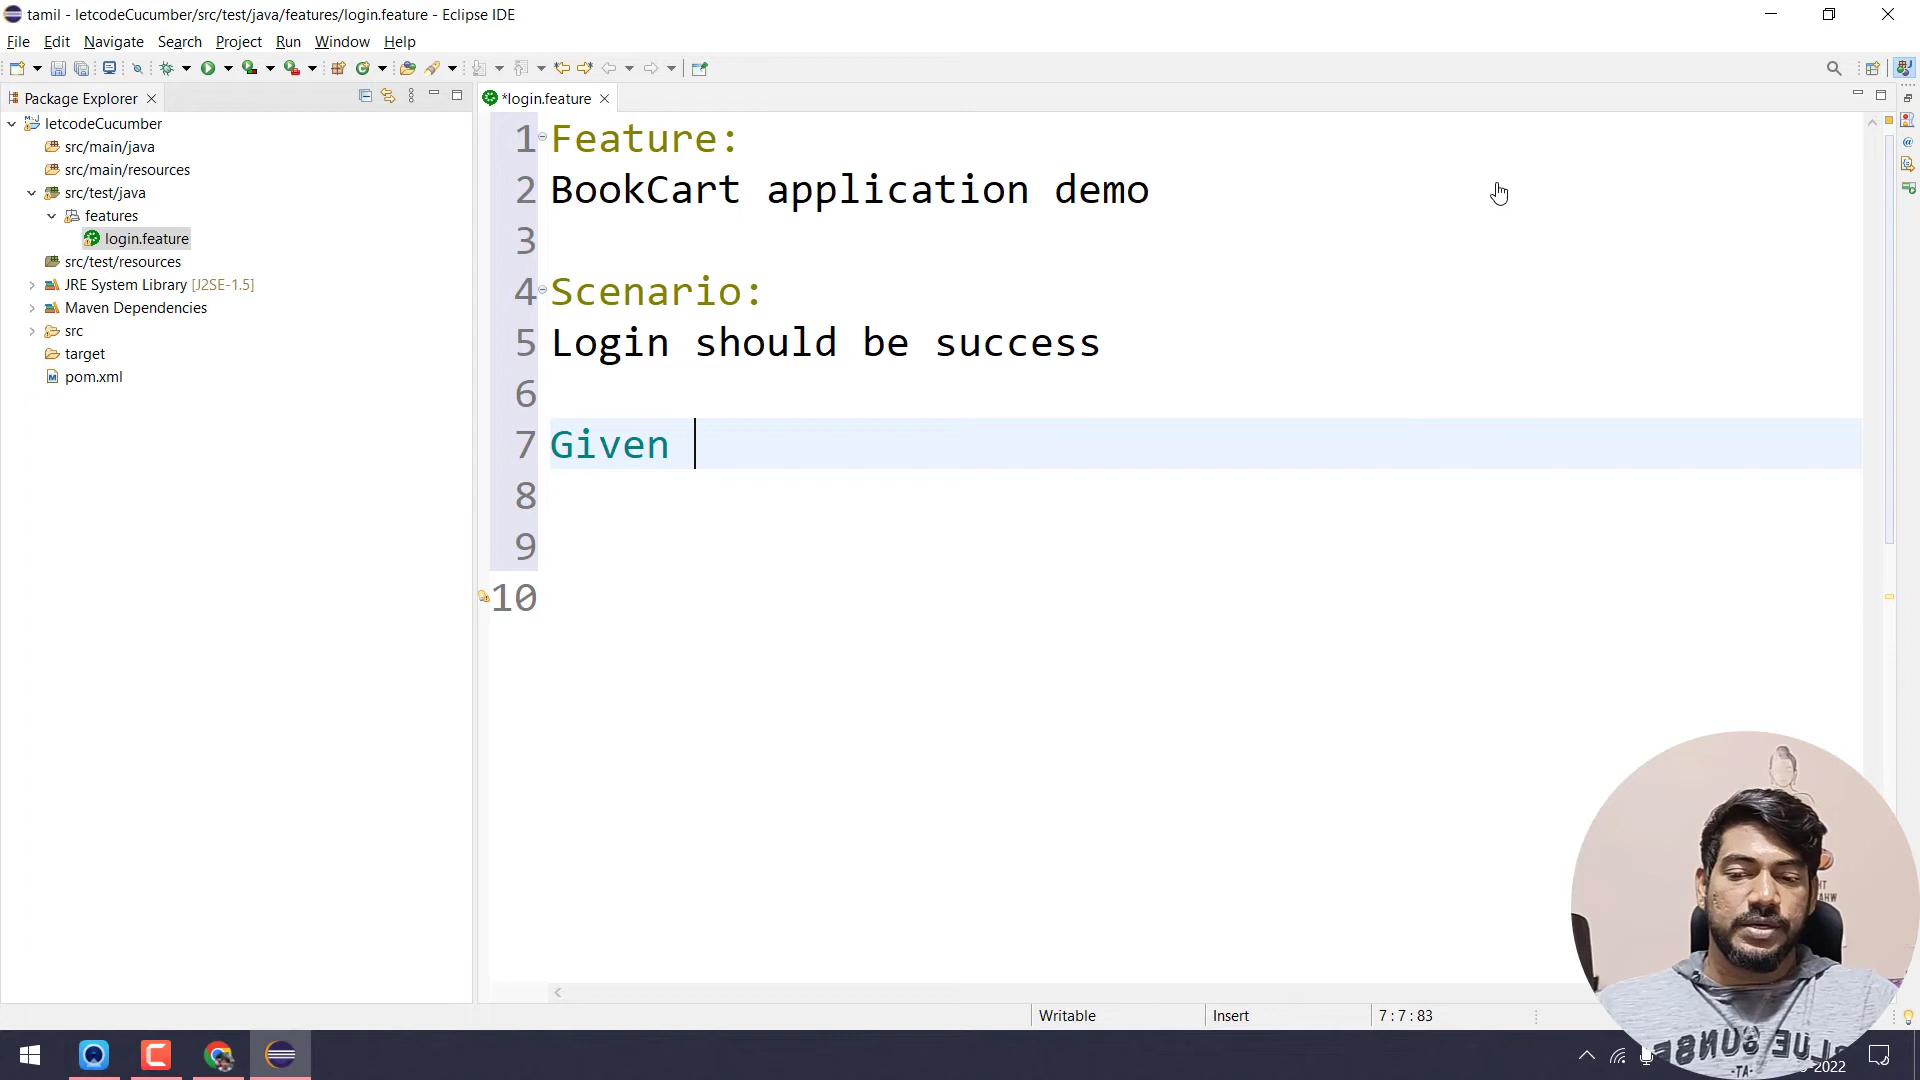 tamil - letcodeCucumber/src/test/java/features/login.feature - Eclipse IDE
File Edit Navigate Search Project Run Window Help
Package Explorer
*login.feature
letcodeCucumber
src/main/java
src/main/resources
src/test/java
features
login.feature
src/test/resources
JRE System Library [J2SE-1.5]
Maven Dependencies
src
target
pom.xml
1 Feature:
2 BookCart application demo
3
4 Scenario:
5 Login should be success
6
7 Given
8
9
10
Writable
Insert
7 : 7 : 83
-TA-
-2022